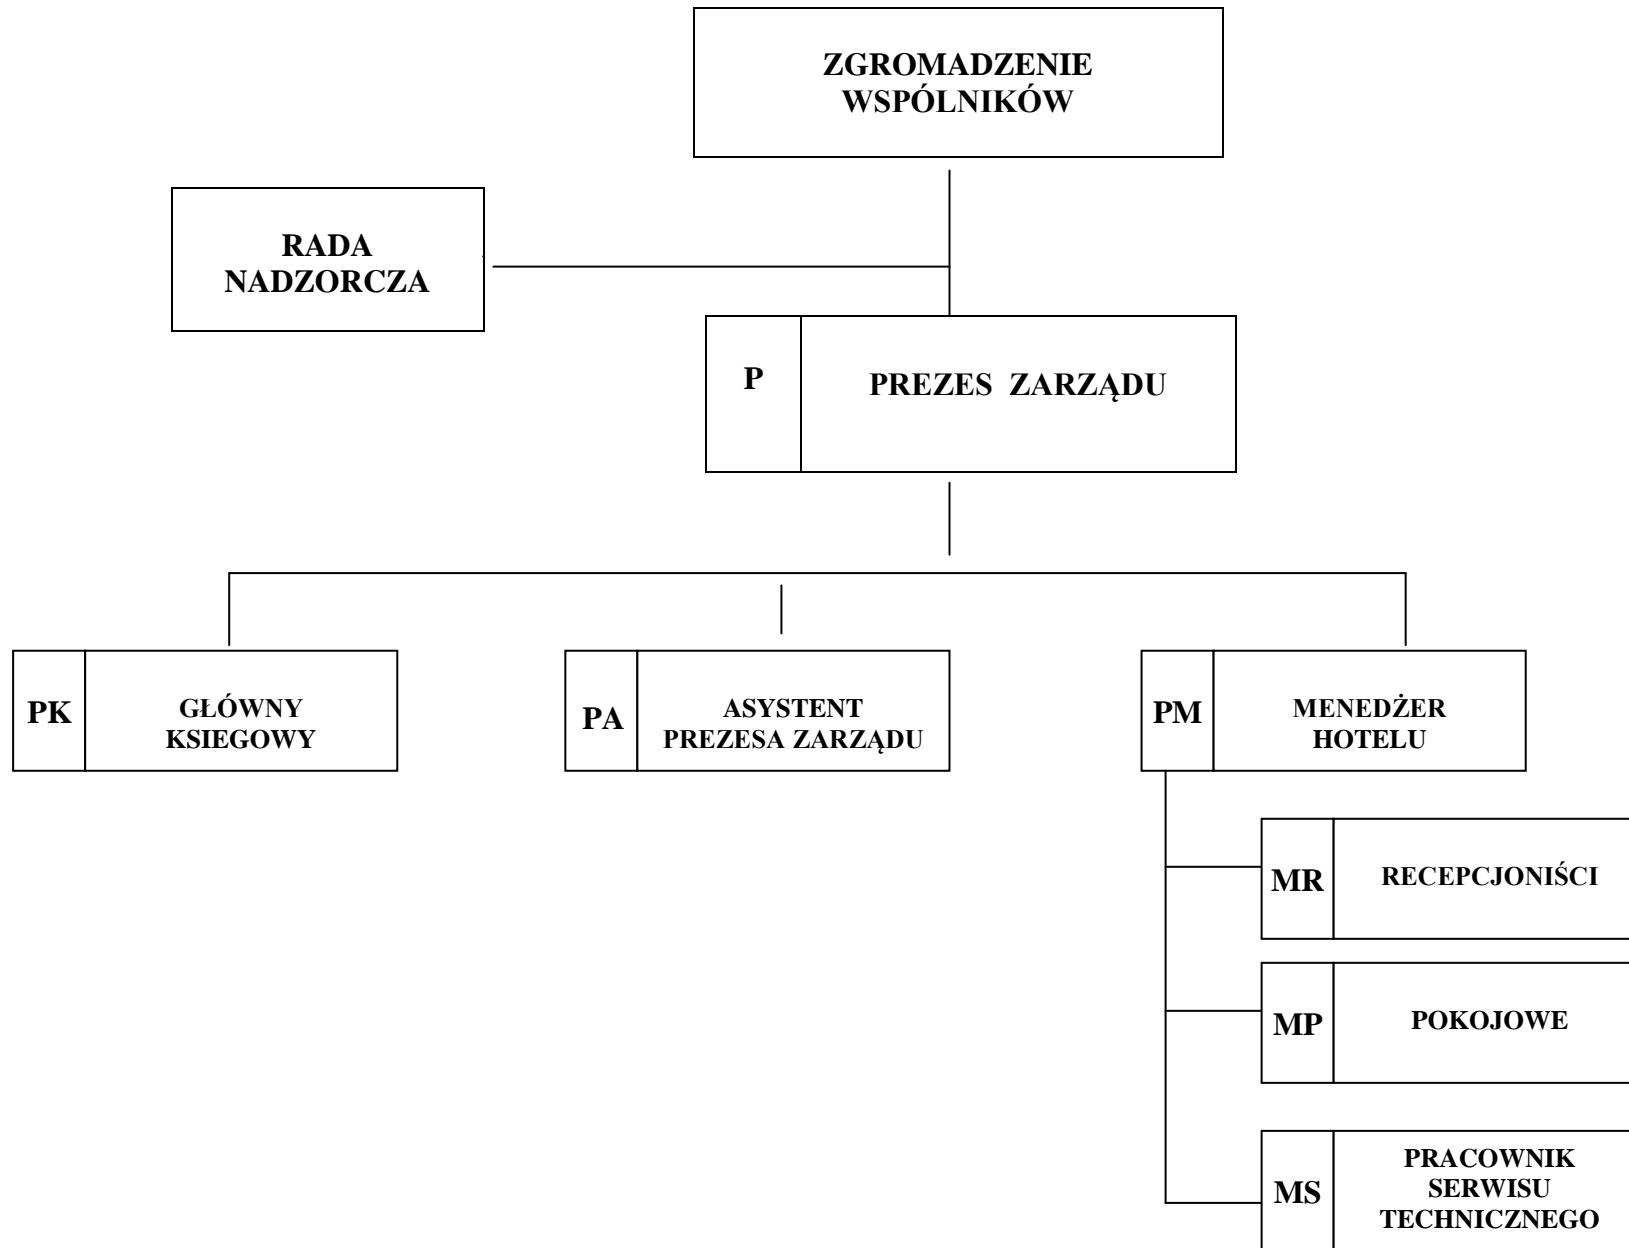 ZGROMADZENIE
WSPÓLNIKÓW
RADA
NADZORCZA
P
PREZES ZARZĄDU
PK
GŁÓWNY
KSIEGOWY
PA
ASYSTENT
PREZESA ZARZĄDU
PM
MENEDŻER
HOTELU
MR
RECEPCJONIŚCI
MP
POKOJOWE
MS
PRACOWNIK
SERWISU
TECHNICZNEGO